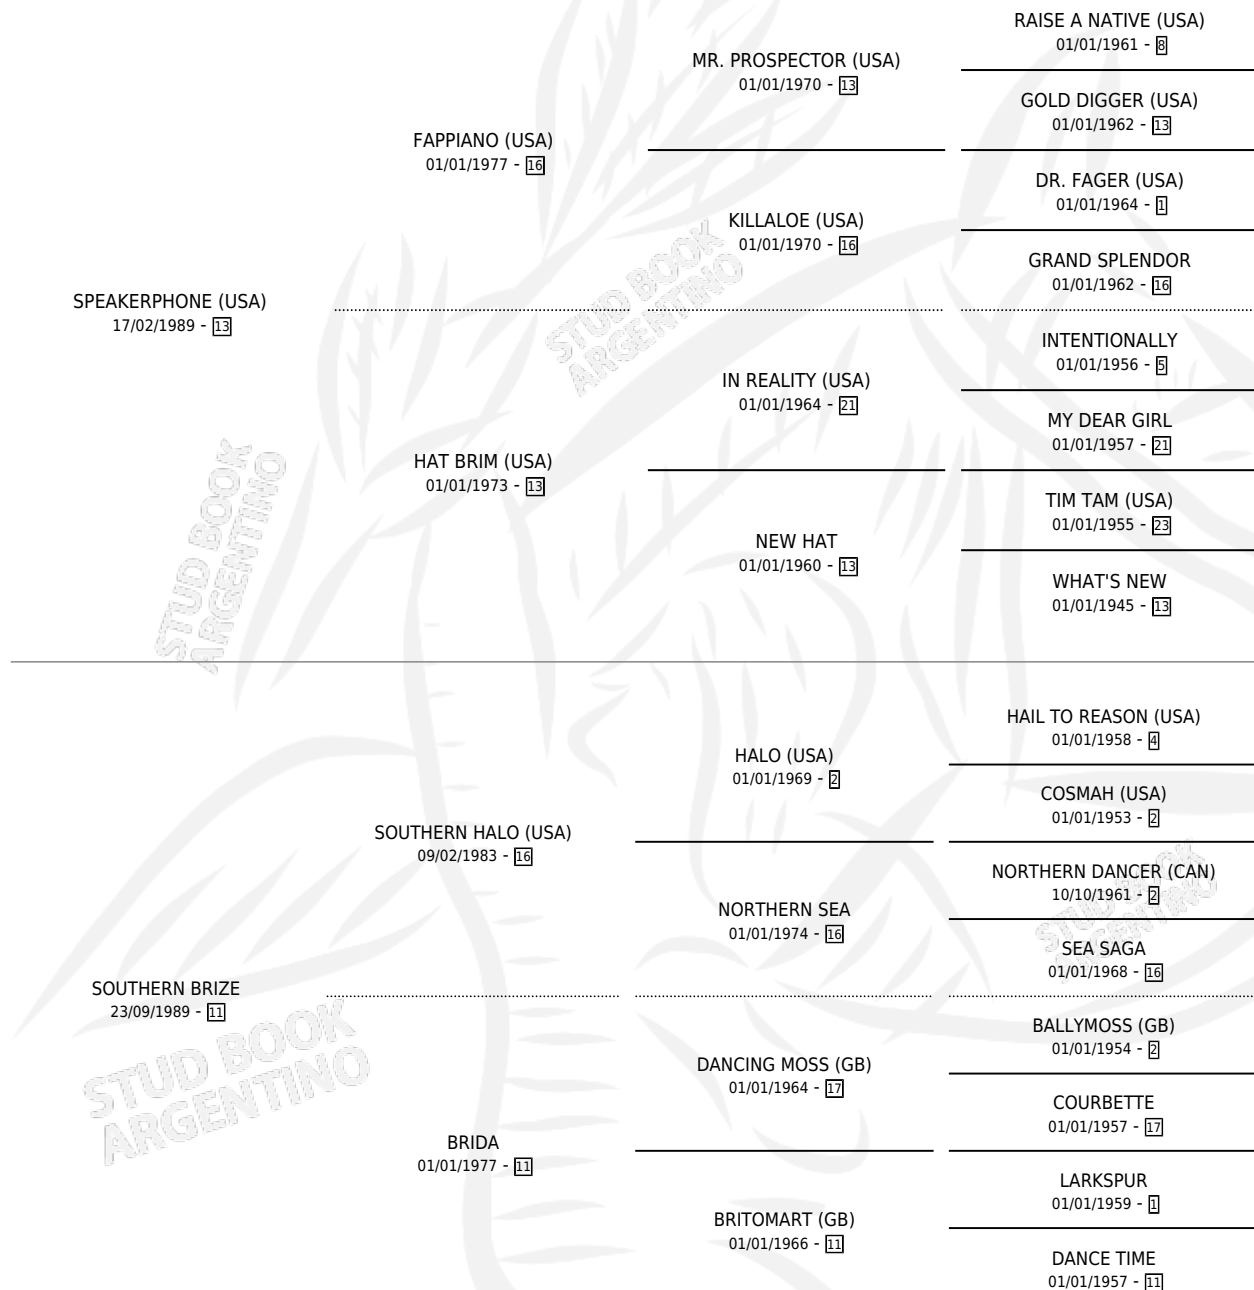 RAISE A NATIVE (USA)
01/01/1961 - 8
MR. PROSPECTOR (USA)
01/01/1970 - 13
GOLD DIGGER (USA)
01/01/1962 - 13
FAPPIANO (USA)
01/01/1977 - 16
DR. FAGER (USA)
01/01/1964 - 1
KILLALOE (USA)
01/01/1970 - 16
GRAND SPLENDOR
01/01/1962 - 16
SPEAKERPHONE (USA)
17/02/1989 - 13
STUD BOOK
ARGENTINO
INTENTIONALLY
01/01/1956 - 5
IN REALITY (USA)
01/01/1964 - 21
MY DEAR GIRL
01/01/1957 - 21
HAT BRIM (USA)
01/01/1973 - 13
TIM TAM (USA)
01/01/1955 - 23
NEW HAT
01/01/1960 - 13
WHAT'S NEW
01/01/1945 - 13
STUD BOOK
ARGENTINO
HAIL TO REASON (USA)
01/01/1958 - 4
HALO (USA)
01/01/1969 - 2
COSMAH (USA)
01/01/1953 - 2
SOUTHERN HALO (USA)
09/02/1983 - 16
NORTHERN DANCER (CAN)
10/10/1961 - 2
NORTHERN SEA
01/01/1974 - 16
STUD BOOK
ARGENTINO
SEA SAGA
01/01/1968 - 16
SOUTHERN BRIZE
23/09/1989 - 11
BALLYMOSS (GB)
01/01/1954 - 2
DANCING MOSS (GB)
01/01/1964 - 17
STUD BOOK
ARGENTINO
COURBETTE
01/01/1957 - 17
BRIDA
01/01/1977 - 11
LARKSPUR
01/01/1959 - 1
BRITOMART (GB)
01/01/1966 - 11
DANCE TIME
01/01/1957 - 11